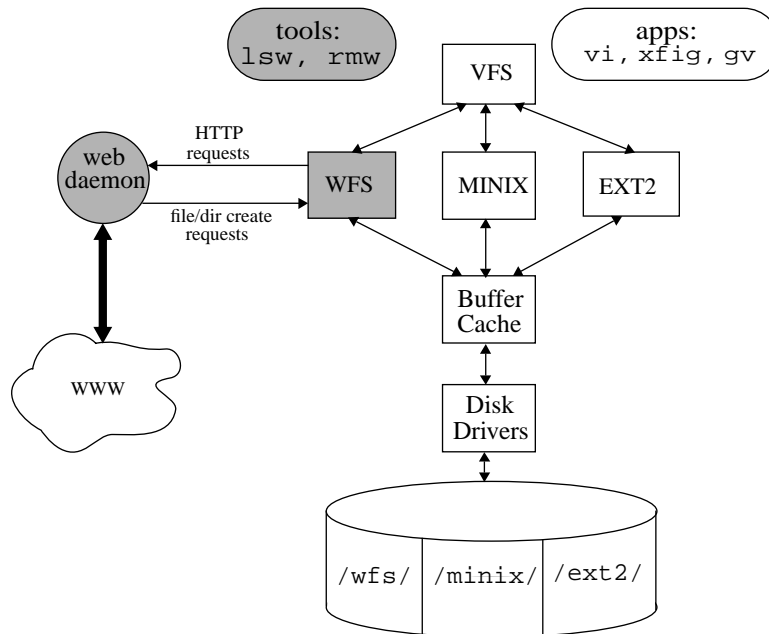 tools:
lsw, rmw
apps:
vi, xfig, gv
VFS
HTTP
requests
web
daemon
WFS
MINIX
EXT2
file/dir create
requests
Buffer
Cache
WWW
Disk
Drivers
/wfs/
/minix/
/ext2/